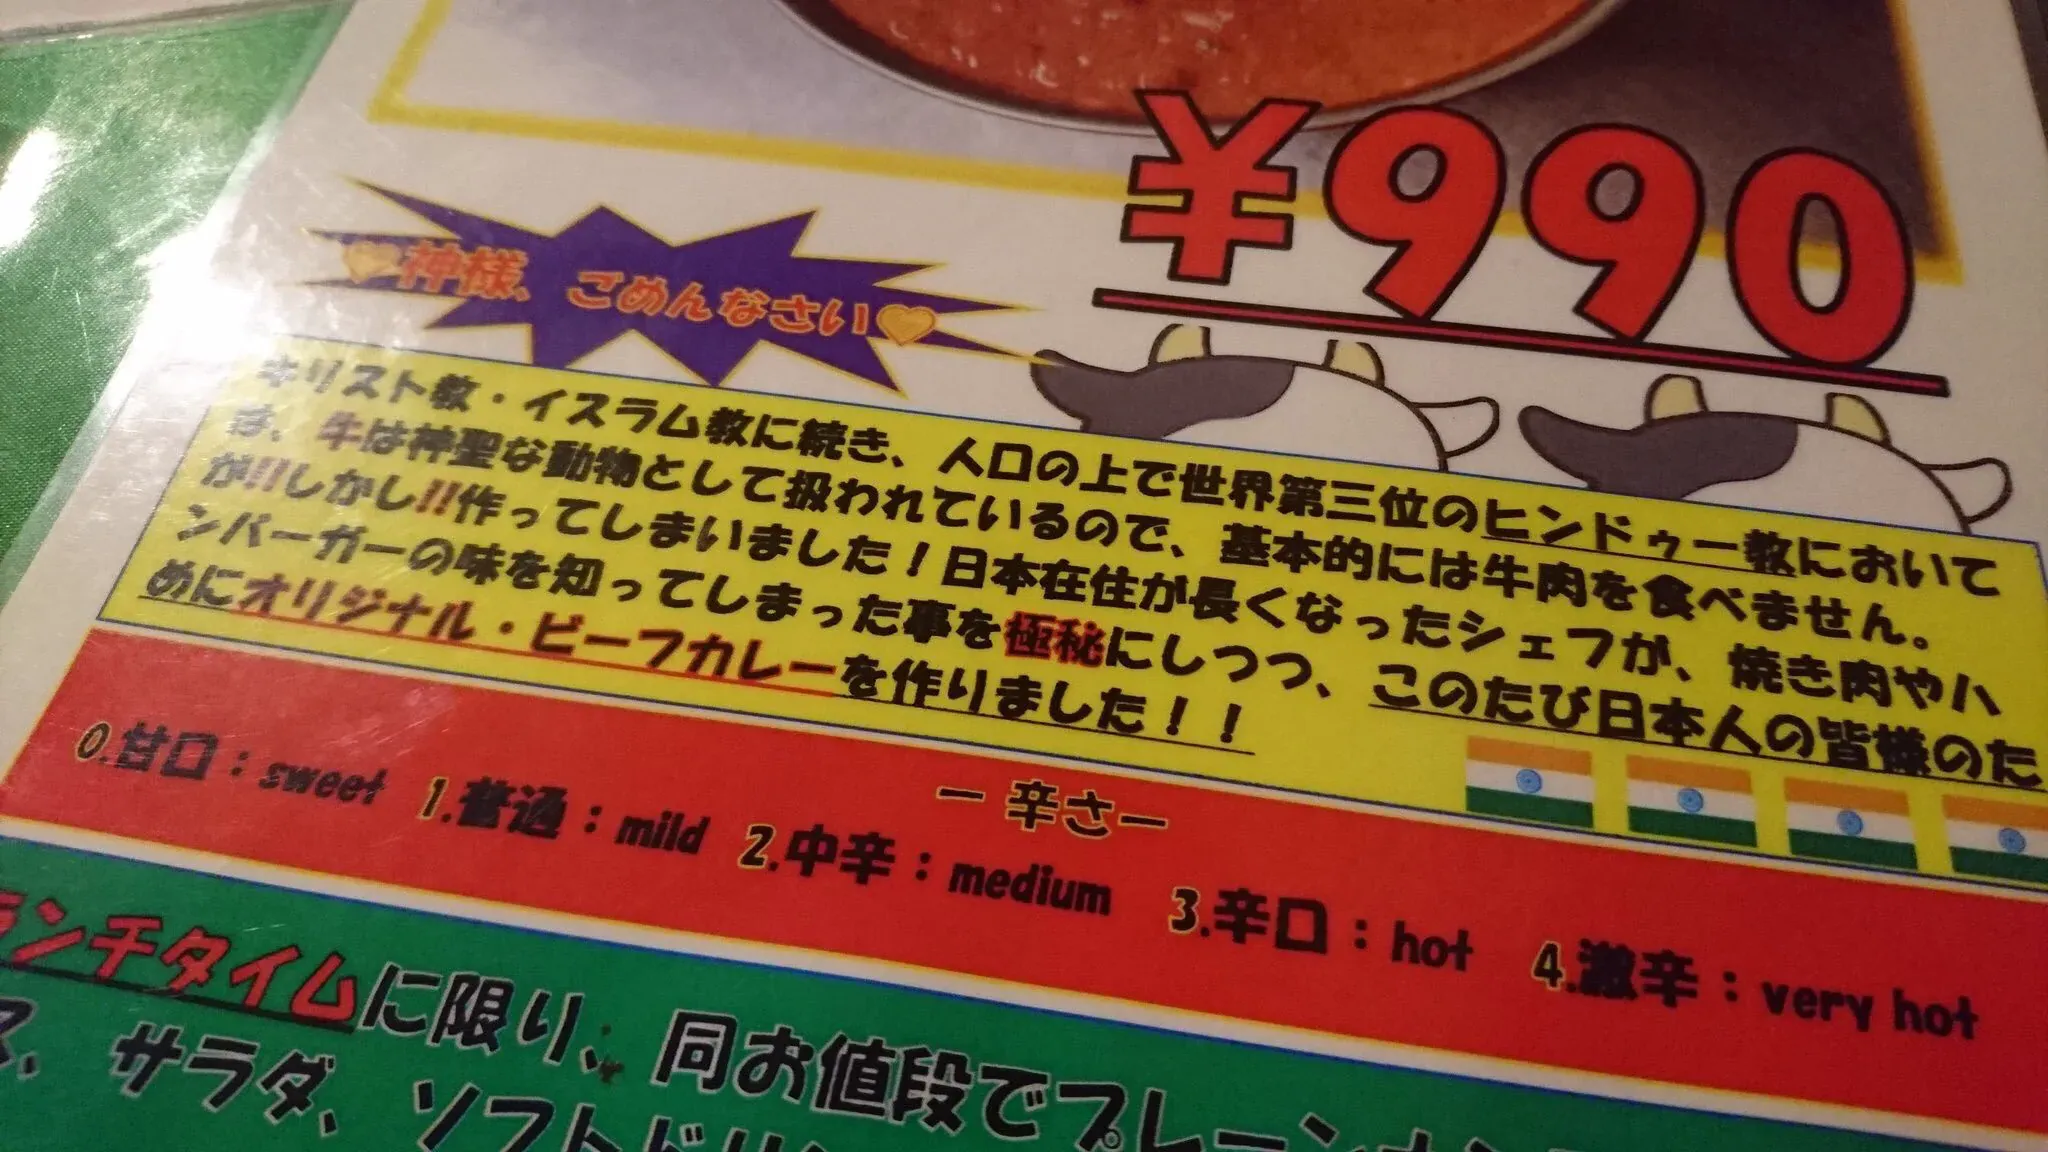 ¥990
神様、ごめんなさい
キリスト教・イスラム教に続き、人口の上で世界第三位のヒンドゥー教において
は、牛は神聖な動物として扱われているので、基本的には牛肉を食べません。
が!!しかし!!作ってしまいました！日本在住が長くなったシェフが、焼き肉やハ
ンバーガーの味を知ってしまった事を極秘にしつつ、このたび日本人の皆様のた
めにオリジナル・ビーフカレーを作りました！！
ー 辛さー
0.甘口：sweet 1.普通：mild 2.中辛：medium 3.辛口：hot 4.激辛：very hot
ランチタイムに限り、同お値段でプレーンナン
ス、サラダ、ソフトドリン